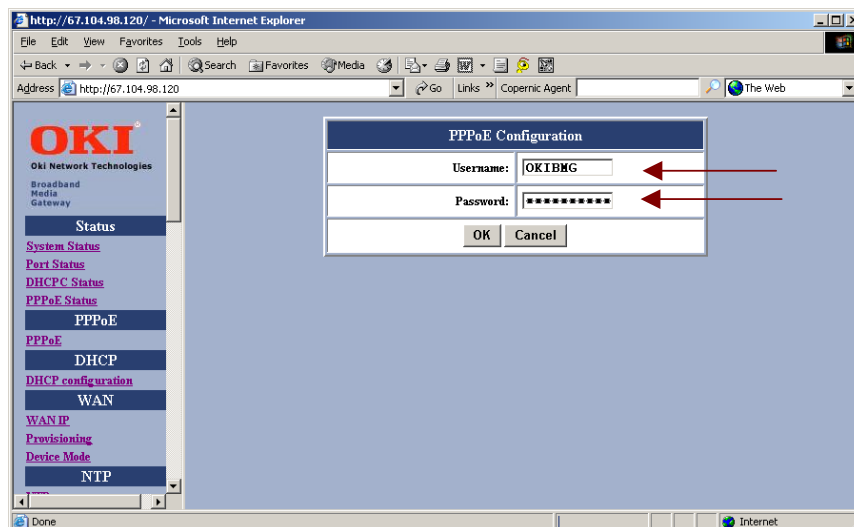 http://67.104.98.120/ - Microsoft Internet Explorer
File Edit View Favorites Tools Help
Back Search Favorites Media
Address http://67.104.98.120 Go Links » Copernic Agent The Web
OKI
Oki Network Technologies
Broadband
Media
Gateway
Status
System Status
Port Status
DHCPC Status
PPPoE Status
PPPoE
PPPoE
DHCP
DHCP configuration
WAN
WAN IP
Provisioning
Device Mode
NTP
PPPoE Configuration
Username: OKIBMG
Password: **********
OK Cancel
Done Internet